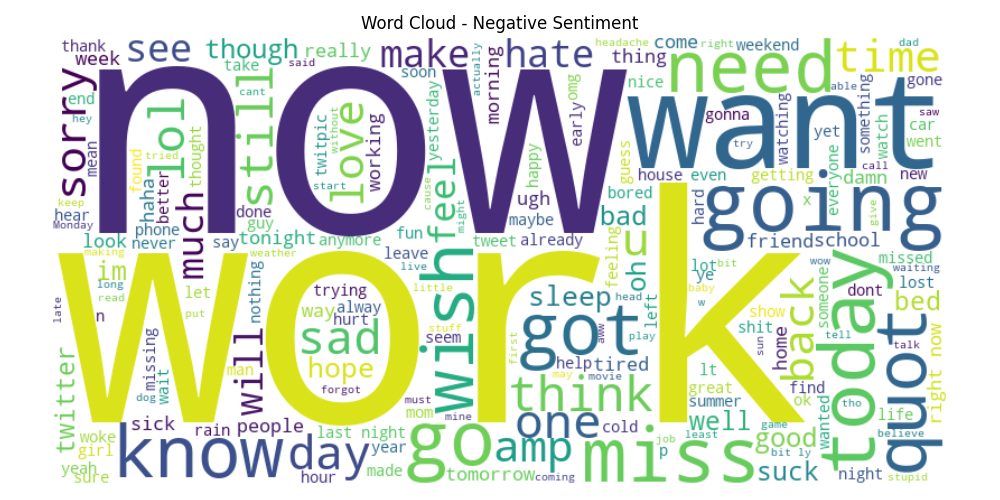 Word Cloud - Negative Sentiment
thank
week
see
though
really
make
hate
headache
come
right
weekend
dad
take
said
soon
actually
thing
need
time
end
hey
mean
sorry
now
cant
still
lol
found
tried
thought
twitpic
without
love
working
yesterday
morning
early
omg
nice
want
able
gone
saw
gonna
watching
try
yet
something
watch
car
went
keep
hear
Monday
haha
better
phone
done
guy
start
cause
feel
happy
ugh
maybe
might
guess
house
even
bored
bad
hard
getting
call
damn
new
x
everyone
give
going
look
never
say
much
tonight
anymore
fun
tweet
already
oh
u
friend
school
making
im
long
read
let
put
nothing
weather
leave
live
little
wish
feeling
lot
bit
ye
wow
someone
dont
missed
waiting
lost
late
n
missing
wait
dog
will
man
work
trying
way
alway
hurt
sad
hope
forgot
seem
stuff
first
sleep
head
got
aww
play
left
help
tired
may
movie
baby
w
lt
shit
show
sun
home
back
tell
today
bed
quot
talk
right now
twitter
woke
girl
yeah
sure
sick
rain
people
know
day
hour
last night
year
made
must
mom
mine
go
amp
think
one
cold
tomorrow
coming
miss
job
p
least
great
summer
well
game
good
bit ly
suck
find
ok
wanted
tho
life
believe
night
stupid